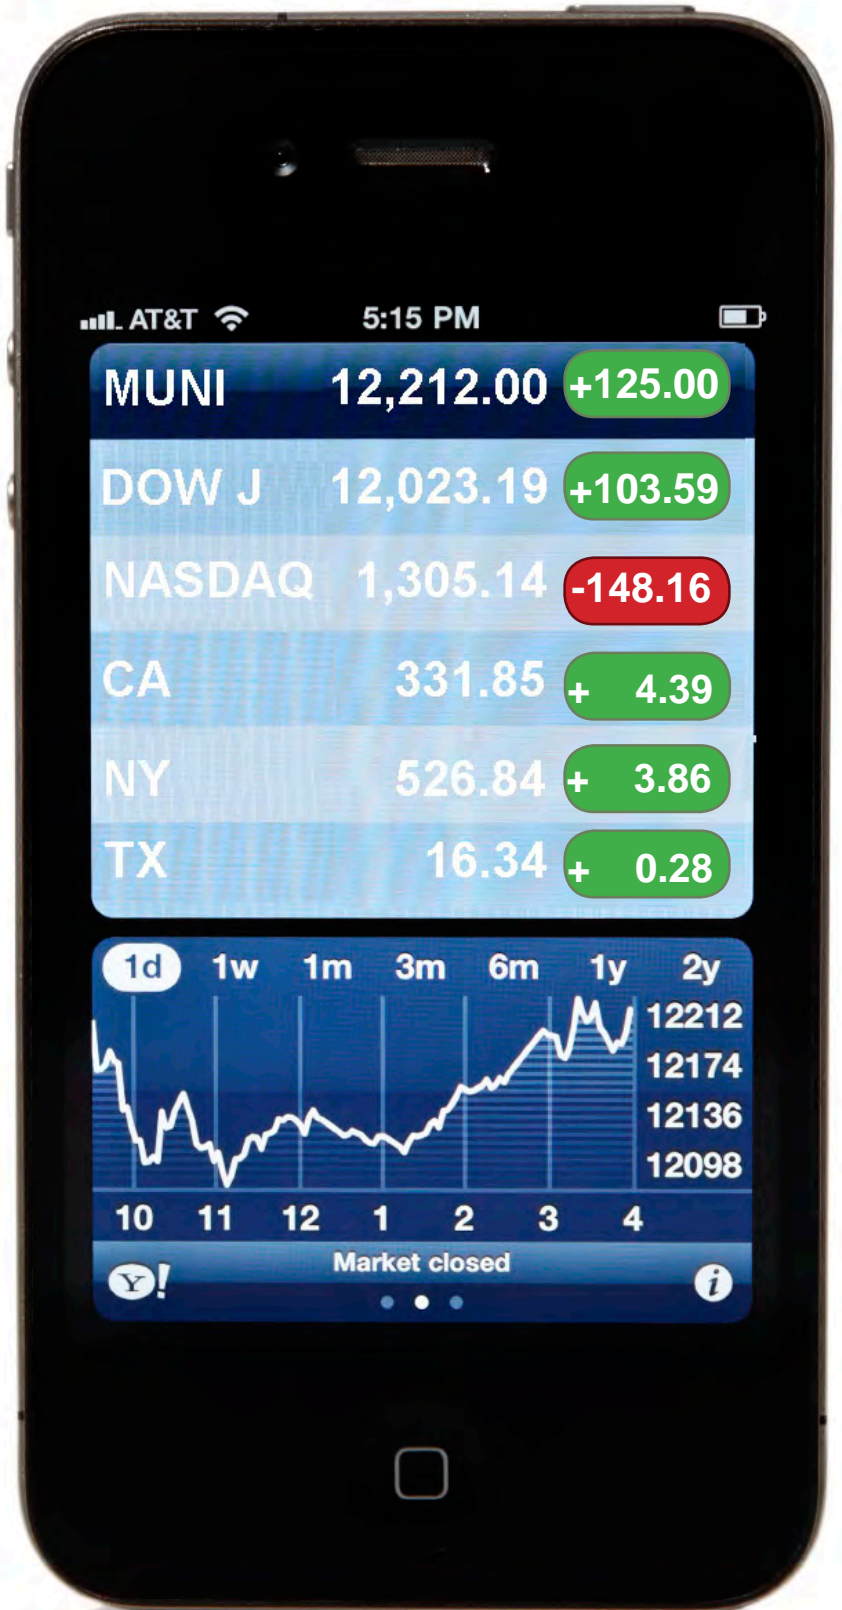 AT&T 5:15 PM
MUNI 12,212.00 +125.00
DOW J 12,023.19 +103.59
NASDAQ 1,305.14 -148.16
CA 331.85 + 4.39
NY 526.84 + 3.86
TX 16.34 + 0.28
1d 1w 1m 3m 6m 1y 2y
12212
12174
12136
12098
10 11 12 1 2 3 4
Market closed
Y! i